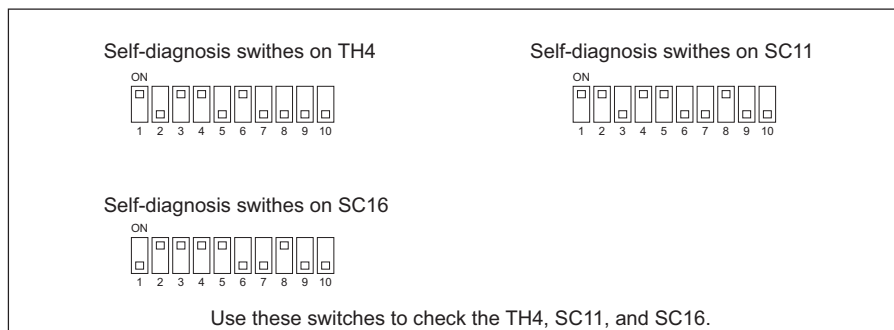 Self-diagnosis swithes on TH4
ON
1 2 3 4 5 6 7 8 9 10
Self-diagnosis swithes on SC11
ON
1 2 3 4 5 6 7 8 9 10
Self-diagnosis swithes on SC16
ON
1 2 3 4 5 6 7 8 9 10
Use these switches to check the TH4, SC11, and SC16.